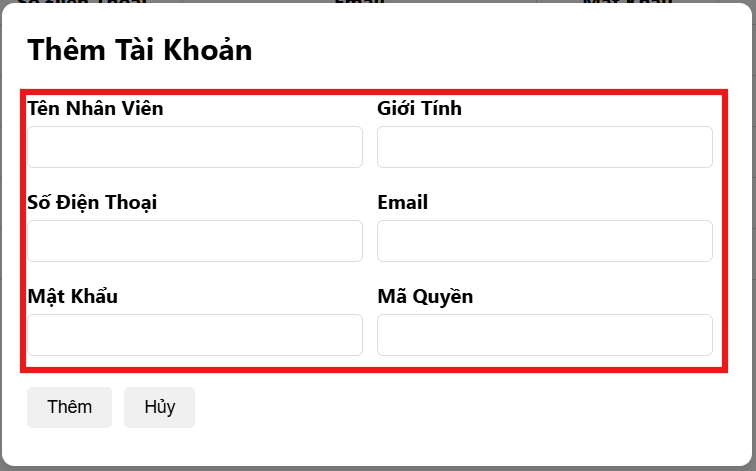 Thêm Tài Khoản
Tên Nhân Viên
Giới Tính
Số Điện Thoại
Email
Mật Khẩu
Mã Quyền
Thêm
Hủy